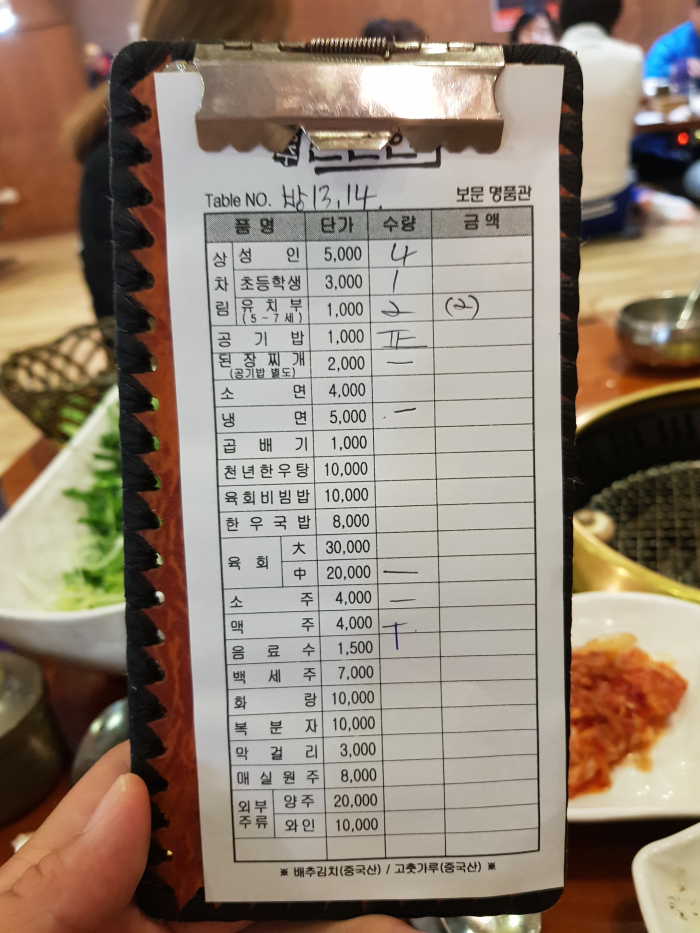 Table NO. 방 13, 14. 보문 명품관
품 명 단가 수량 금 액
상차림 성 인 5,000 4
초등학생 3,000 1
유 치 부 1,000 2 (2)
(5 - 7 세)
공 기 밥 1,000
된 장 찌 개 2,000 一
(공기밥 별도)
소 면 4,000
냉 면 5,000 一
곱 배 기 1,000
천년한우탕 10,000
육회비빔밥 10,000
한 우 국 밥 8,000
육 회 大 30,000
中 20,000 一
소 주 4,000 一
맥 주 4,000
음 료 수 1,500
백 세 주 7,000
화 랑 10,000
복 분 자 10,000
막 걸 리 3,000
매 실 원 주 8,000
외부주류 양주 20,000
와인 10,000
※ 배추김치(중국산) / 고춧가루(중국산) ※